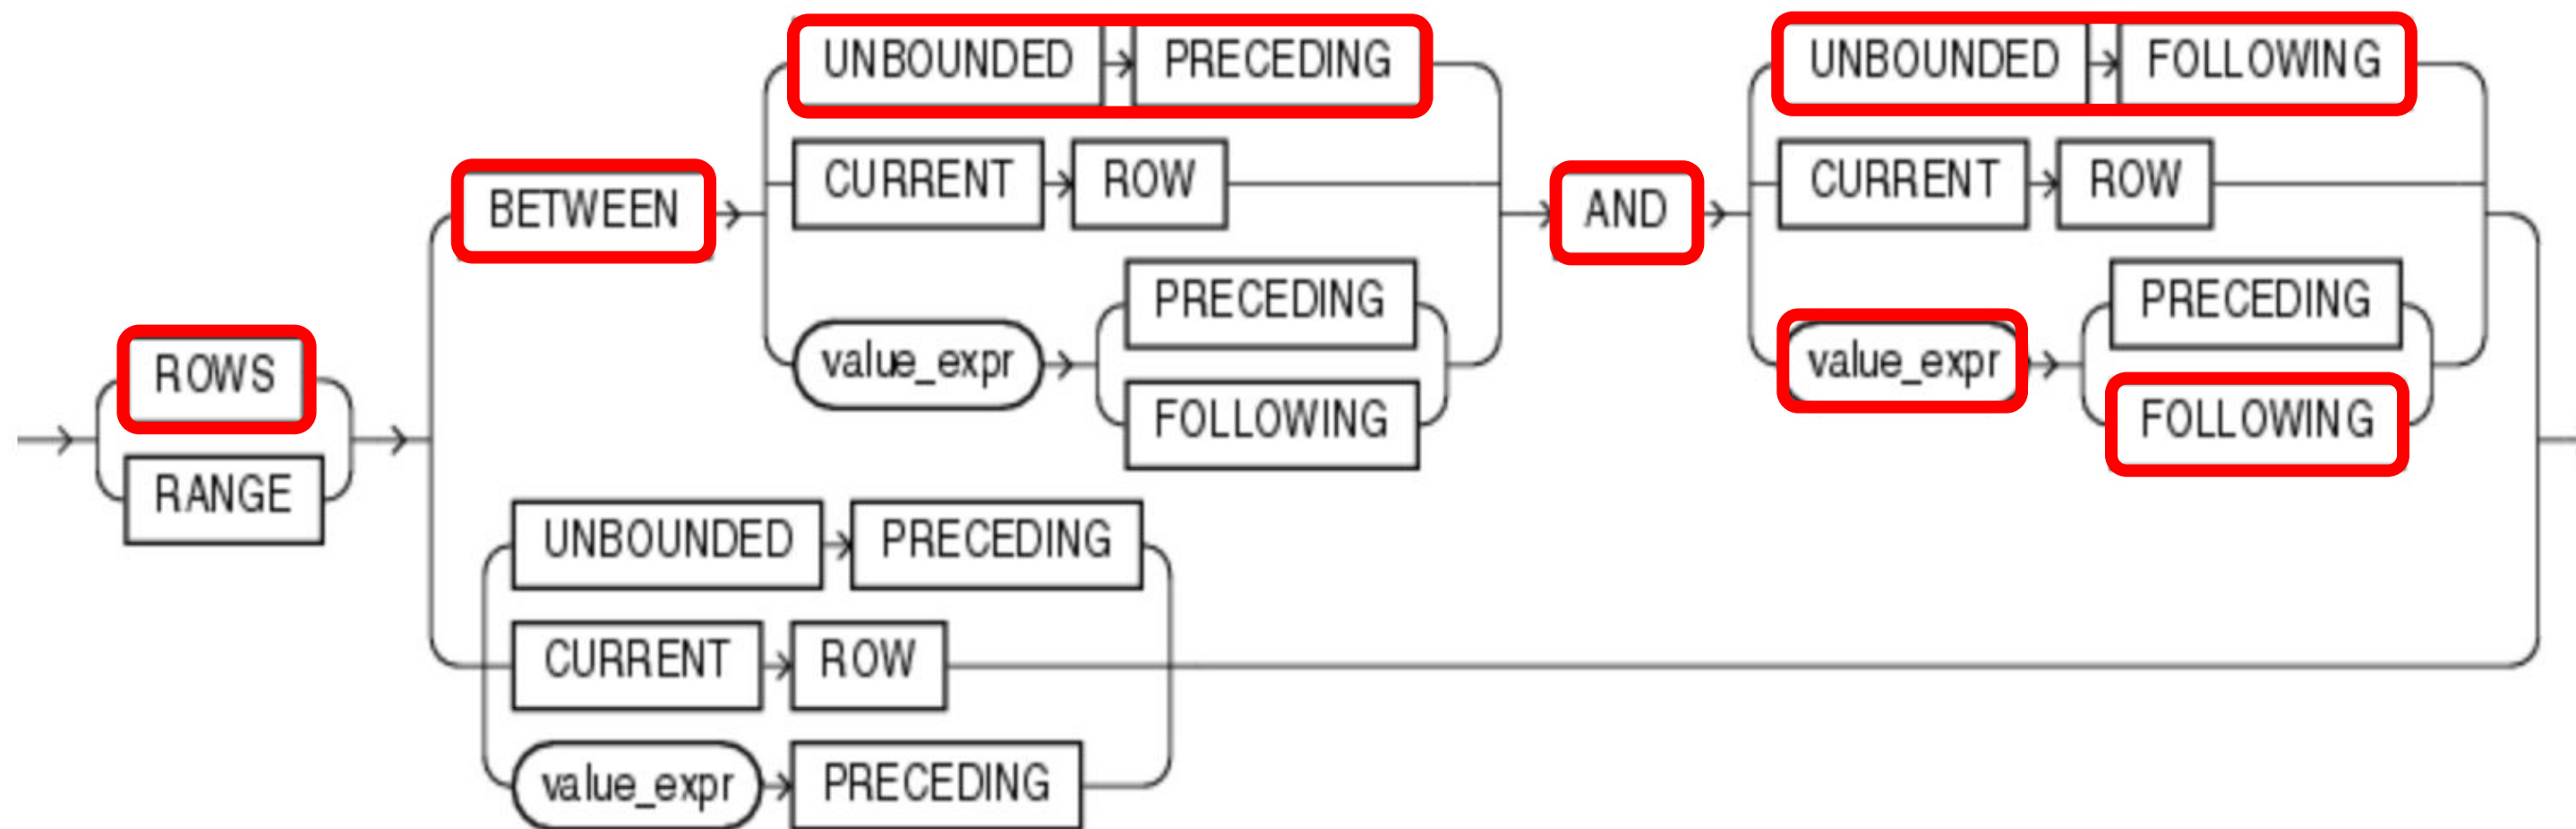 UNBOUNDED PRECEDING UNBOUNDED FOLLOWING
CURRENT ROW CURRENT ROW
BETWEEN AND
PRECEDING PRECEDING
value_expr value_expr
ROWS
FOLLOWING FOLLOWING
RANGE
UNBOUNDED PRECEDING
CURRENT ROW
value_expr PRECEDING